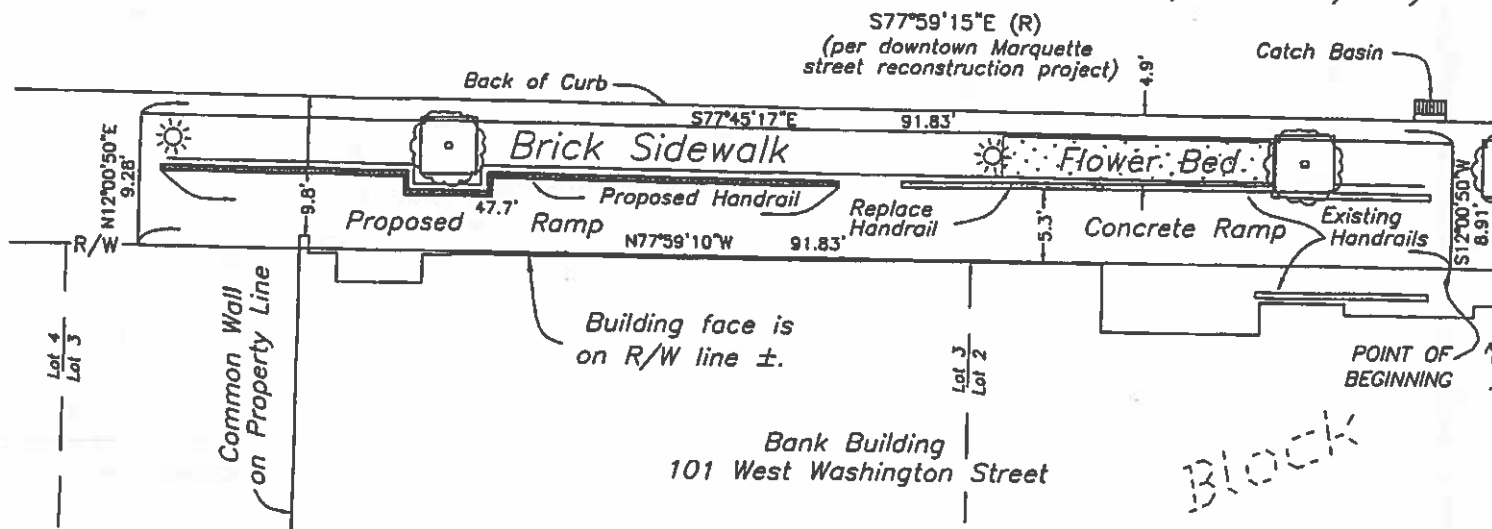 S77°59'15"E (R)
(per downtown Marquette
street reconstruction project)
4.9'
Catch Basin
Back of Curb
S77°45'17"E 91.83'
N12°00'50"E
9.28'
Brick Sidewalk
Flower Bed
S12°00'50"W
8.91'
9.8'
47.7'
Proposed Handrail
Replace
Handrail
Existing
Handrails
Proposed Ramp
5.3'
Concrete Ramp
R/W
N77°59'10"W 91.83'
Lot 4
Lot 3
Common Wall
on Property Line
Building face is
on R/W line ±.
Lot 3
Lot 2
POINT OF
BEGINNING
Bank Building
101 West Washington Street
Block